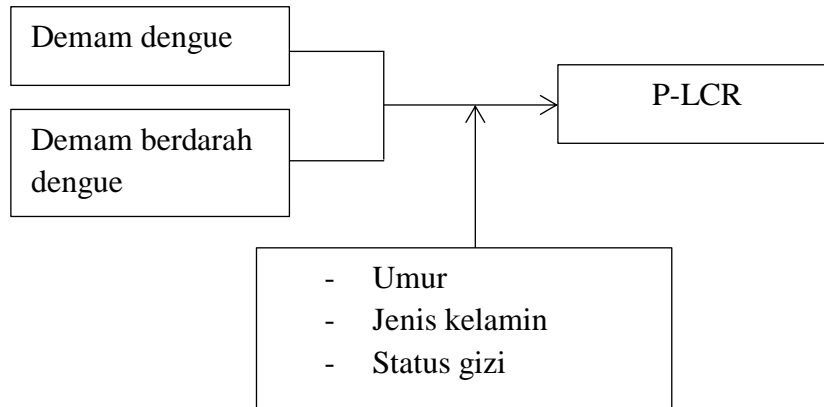 Demam dengue
P-LCR
Demam berdarah
dengue
- Umur
- Jenis kelamin
- Status gizi